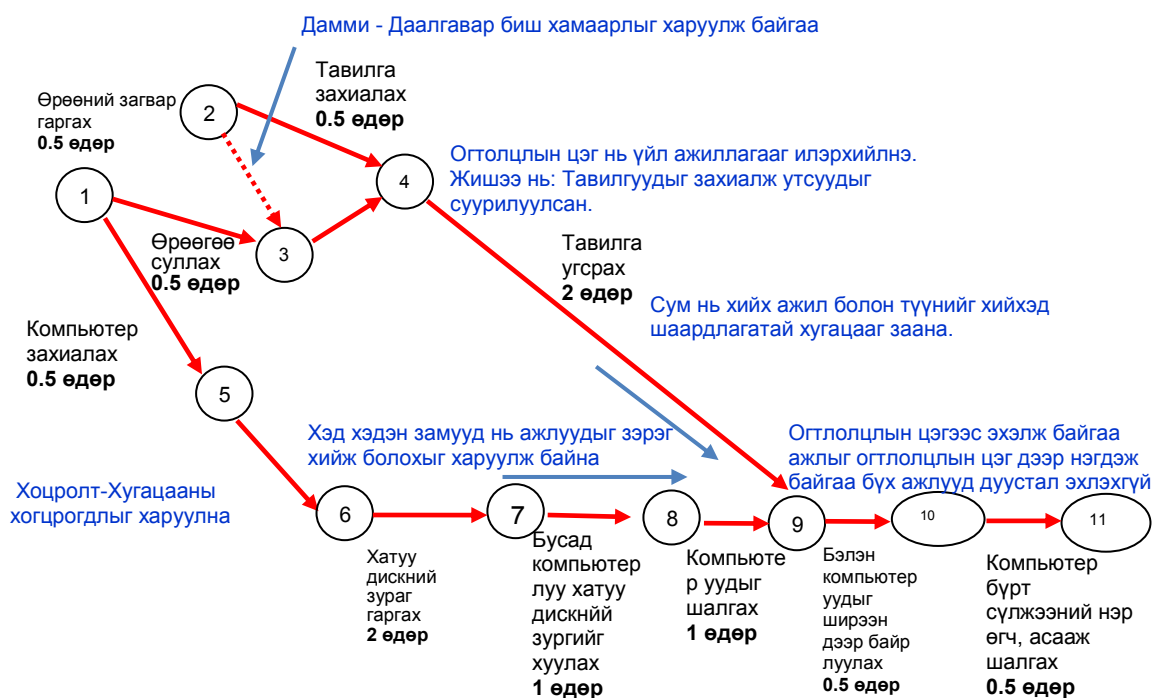 Дамми - Даалгавар биш хамаарлыг харуулж байгаа
Өрөөний загвар
гаргах
0.5 өдөр
2
Тавилга
захиалах
0.5 өдөр
1
4
Огтолцлын цэг нь үйл ажиллагааг илэрхийлнэ.
Жишээ нь: Тавилгуудыг захиалж утсуудыг
суурилуулсан.
Өрөөгөө
суллах
0.5 өдөр
3
Тавилга
угсрах
2 өдөр
Сум нь хийх ажил болон түүнийг хийхэд
шаардлагатай хугацааг заана.
Компьютер
захиалах
0.5 өдөр
5
Хэд хэдэн замууд нь ажлуудыг зэрэг
хийж болохыг харуулж байна
Огтлолцлын цэгээс эхэлж байгаа
ажлыг огтлолцлын цэг дээр нэгдэж
байгаа бүх ажлууд дуустал эхлэхгүй
Хоцролт-Хугацааны
хогцрогдлыг харуулна
6
7
8
9
10
11
Хатуу
дискний
зураг
гаргах
2 өдөр
Бусад
компьютер
луу хатуу
дискнйй
зургийг
хуулах
1 өдөр
Компьюте
р уудыг
шалгах
1 өдөр
Бэлэн
компьютер
уудыг
ширээн
дээр байр
луулах
0.5 өдөр
Компьютер
бүрт
сүлжээний нэр
өгч, асааж
шалгах
0.5 өдөр